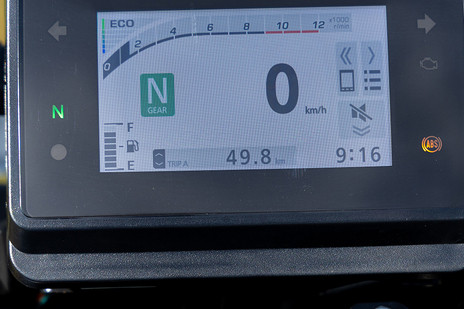 ECO
0 2 4 6 8 10 12 x1000
r/min
N
GEAR
0 km/h
N
F
E
TRIP A 49.8 km
9:16
ABS